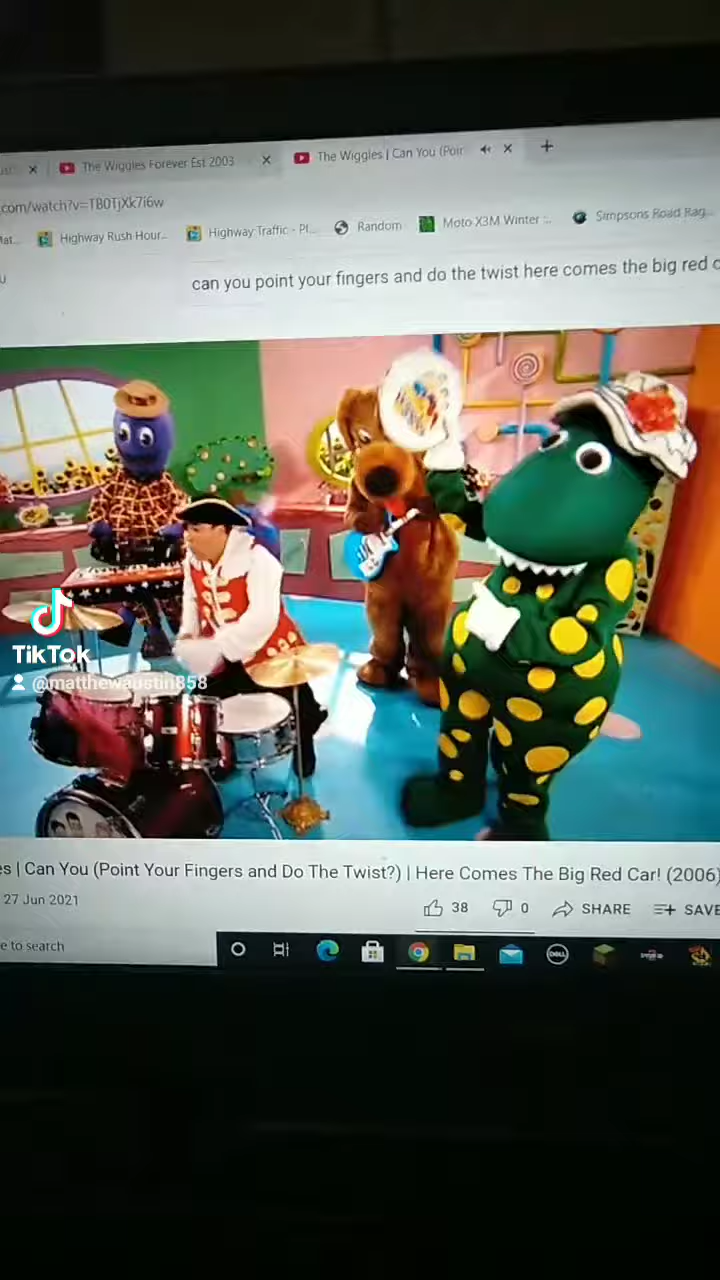 The Wiggles Forever Est 2003
The Wiggles | Can You (Poin
.com/watch?v=TB0TjXk7i6w
Highway Rush Hour...
Highway Traffic - Pl...
Random
Moto X3M Winter :...
Simpsons Road Rag...
can you point your fingers and do the twist here comes the big red c
TikTok
@matthewaustin858
es | Can You (Point Your Fingers and Do The Twist?) | Here Comes The Big Red Car! (2006)
27 Jun 2021
38
0
SHARE
SAVE
e to search
DELL